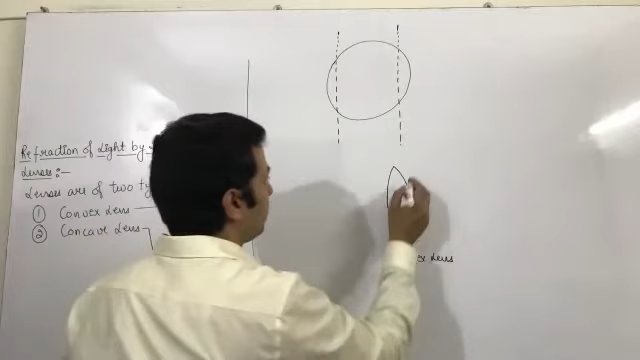 Refraction of Light by
Lenses :-
Lenses are of two ty
① Convex Lens
② Concave Lens
ex Lens